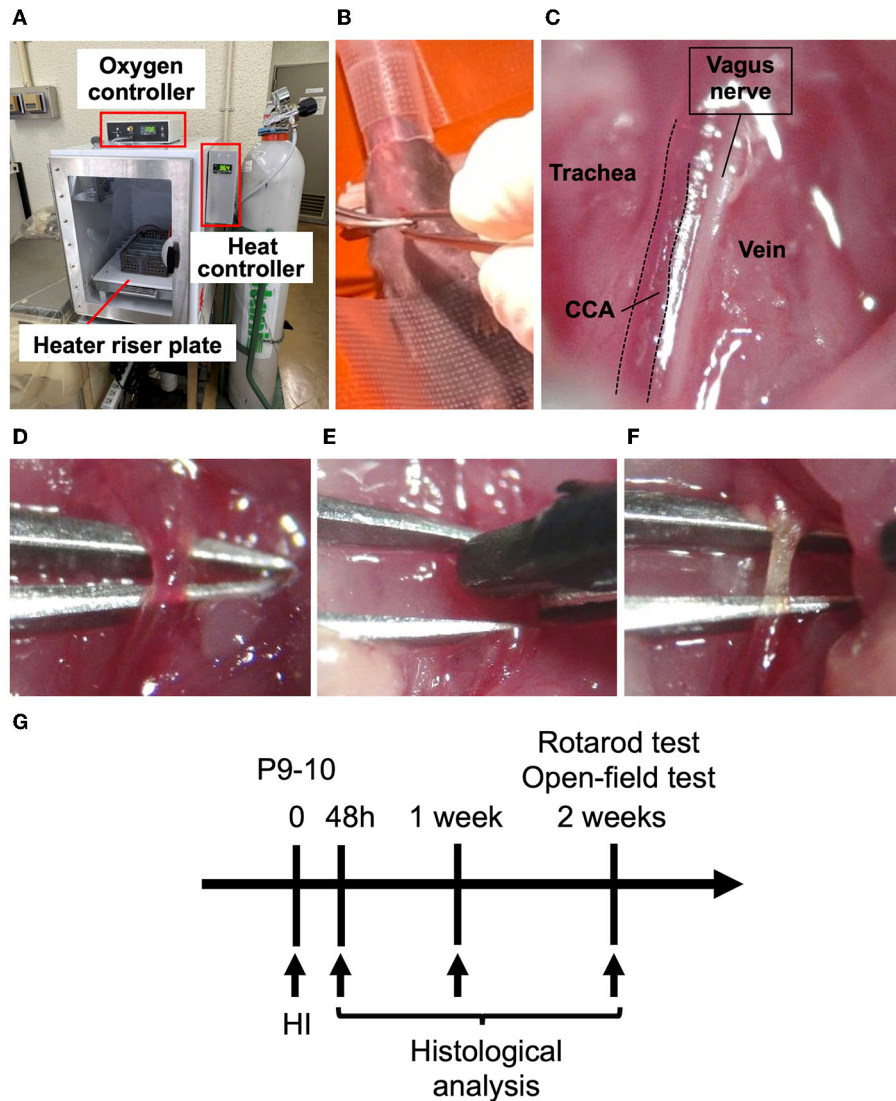 A
B
C
Oxygen
controller
Heat
controller
Heater riser plate
Vagus
nerve
Trachea
Vein
CCA
D
E
F
G
Rotarod test
Open-field test
P9-10
0 48h 1 week 2 weeks
HI
Histological
analysis